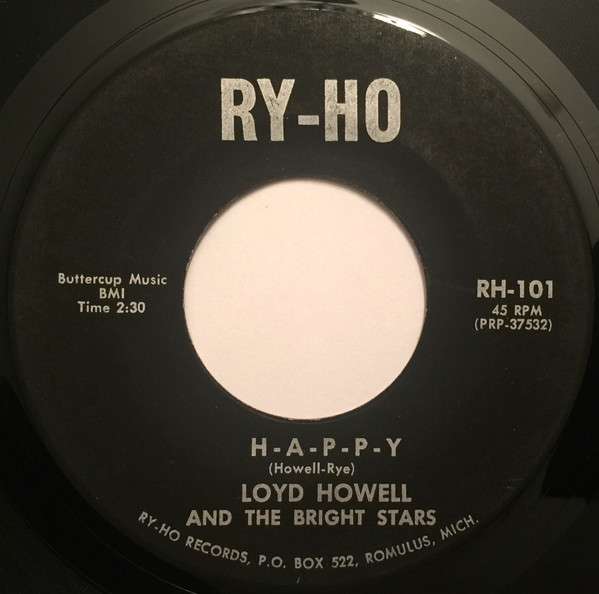 RY-HO
Buttercup Music
BMI
Time 2:30
RH-101
45 RPM
(PRP-37532)
H-A-P-P-Y
(Howell-Rye)
LOYD HOWELL
AND THE BRIGHT STARS
RY-HO RECORDS, P.O. BOX 522, ROMULUS, MICH.